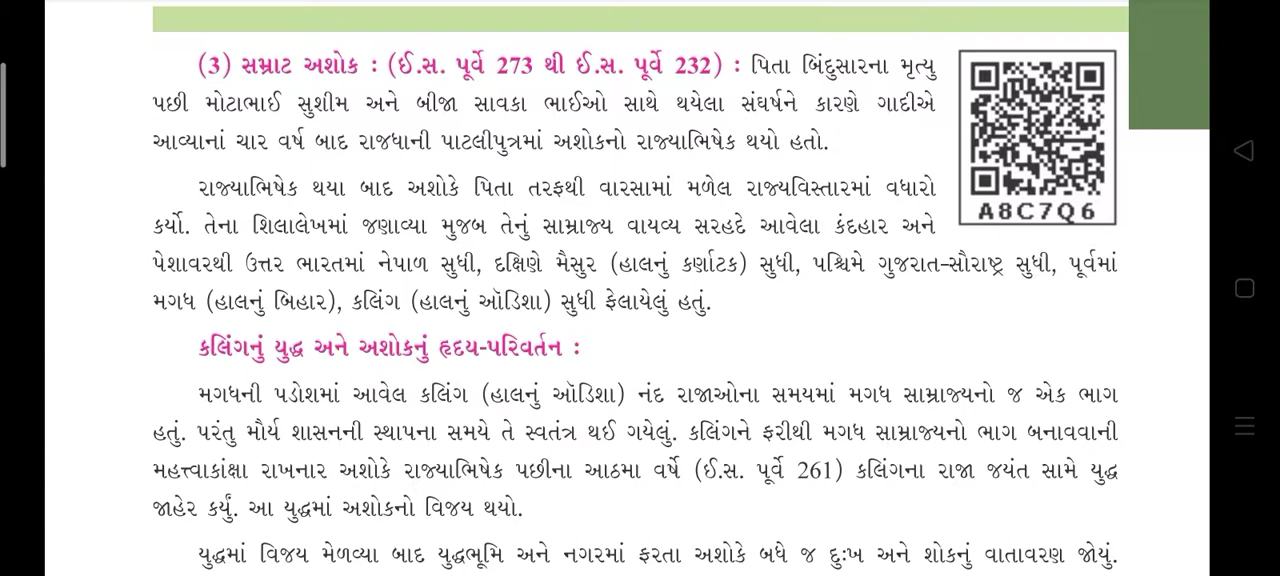 (3) સમ્રાટ અશોક : (ઈ.સ. પૂર્વે 273 થી ઈ.સ. પૂર્વે 232) : પિતા બિંદુસારના મૃત્યુ
પછી મોટાભાઈ સુશીમ અને બીજા સાવકા ભાઈઓ સાથે થયેલા સંઘર્ષને કારણે ગાદીએ
આવ્યાનાં ચાર વર્ષ બાદ રાજધાની પાટલીપુત્રમાં અશોકનો રાજ્યાભિષેક થયો હતો.
રાજ્યાભિષેક થયા બાદ અશોકે પિતા તરફથી વારસામાં મળેલ રાજ્યવિસ્તારમાં વધારો
A8C7Q6
કર્યો. તેના શિલાલેખમાં જણાવ્યા મુજબ તેનું સામ્રાજ્ય વાયવ્ય સરહદે આવેલા કંદહાર અને
પેશાવરથી ઉત્તર ભારતમાં નેપાળ સુધી, દક્ષિણે મૈસુર (હાલનું કર્ણાટક) સુધી, પશ્ચિમે ગુજરાત-સૌરાષ્ટ્ર સુધી, પૂર્વમાં
મગધ (હાલનું બિહાર), કલિંગ (હાલનું ઑડિશા) સુધી ફેલાયેલું હતું.
કલિંગનું યુદ્ધ અને અશોકનું હૃદય-પરિવર્તન :
મગધની પડોશમાં આવેલ કલિંગ (હાલનું ઑડિશા) નંદ રાજાઓના સમયમાં મગધ સામ્રાજ્યનો જ એક ભાગ
હતું. પરંતુ મૌર્ય શાસનની સ્થાપના સમયે તે સ્વતંત્ર થઈ ગયેલું. કલિંગને ફરીથી મગધ સામ્રાજ્યનો ભાગ બનાવવાની
મહત્ત્વાકાંક્ષા રાખનાર અશોકે રાજ્યાભિષેક પછીના આઠમા વર્ષે (ઈ.સ. પૂર્વે 261) કલિંગના રાજા જયંત સામે યુદ્ધ
જાહેર કર્યું. આ યુદ્ધમાં અશોકનો વિજય થયો.
યુદ્ધમાં વિજય મેળવ્યા બાદ યુદ્ધભૂમિ અને નગરમાં ફરતા અશોકે બધે જ દુઃખ અને શોકનું વાતાવરણ જોયું.